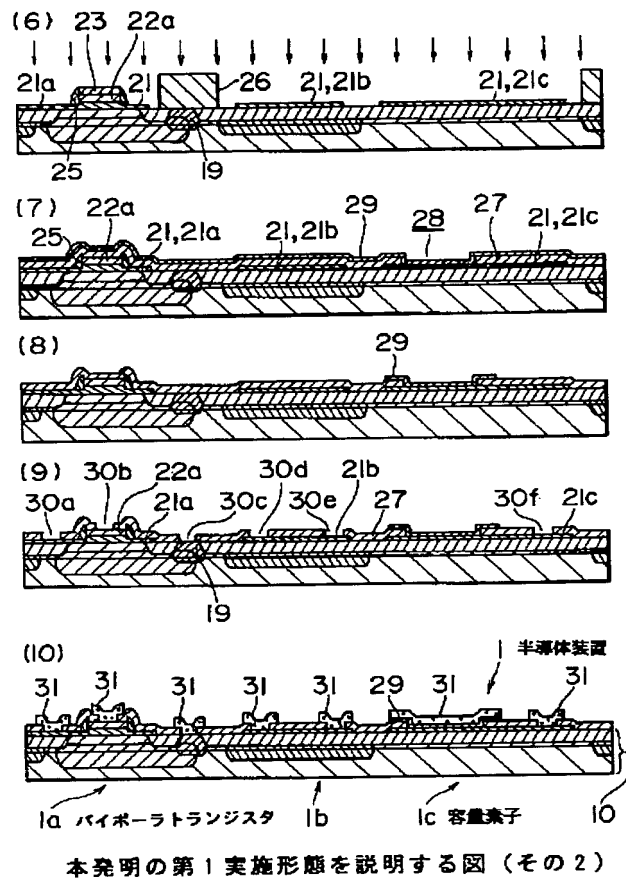 (6)
23 22a
21a 21 26 21,21b 21,21c
25 19
(7)
22a
25 21,21a 21,21b 29 28 27 21,21c
(8)
29
(9)
30b 22a 30d 21b
30a 21a 30c 30e 27 30f 21c
19
(10)
1 半導体装置
31 31 31 31 31 29 31 31
1a バイポーラトランジスタ 1b 1c 容量素子 10
本発明の第1実施形態を説明する図(その2)